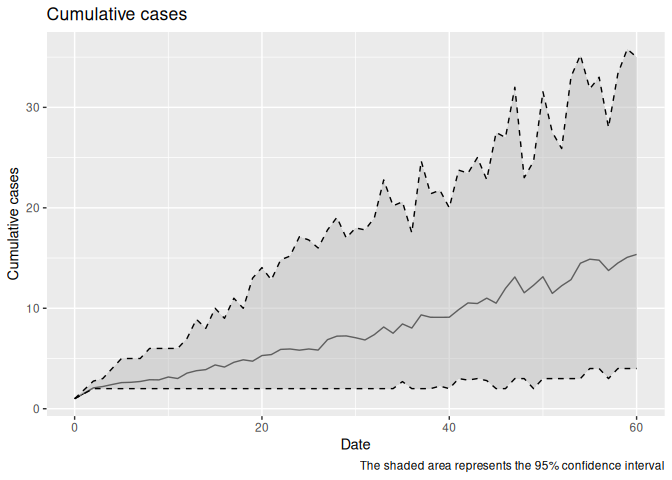 Cumulative cases
Cumulative cases
30
20
10
0
0 20 40 60
Date
The shaded area represents the 95% confidence interval